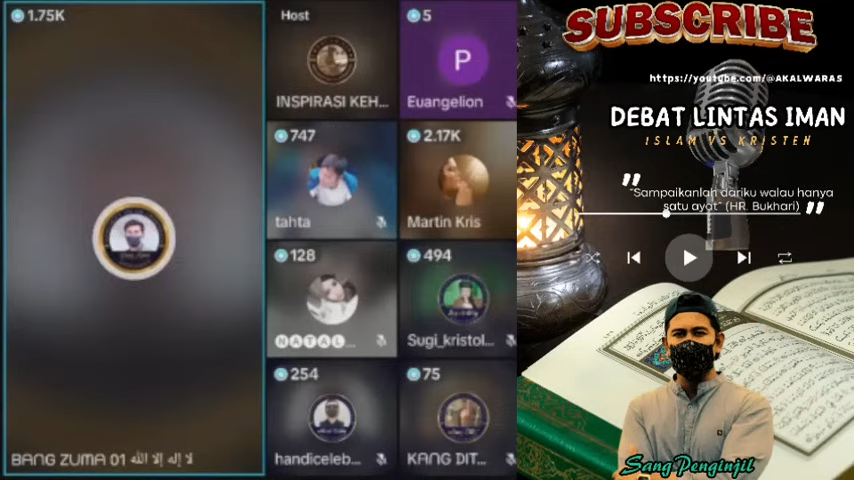 1.75K
BANG ZUMA 01 لا إله إلا الله
Host
INSPIRASI KEH...
5
P
Euangelion
747
tahta
2.17K
Martin Kris
128
NATAL...
494
Sugi_kristol...
254
handiceleb...
75
KANG DIT...
SUBSCRIBE
https://youtube.com/@AKALWARAS
DEBAT LINTAS IMAN
ISLAM VS KRISTEN
"Sampaikanlah dariku walau hanya
satu ayat" (HR. Bukhari)
Sang Penginjil